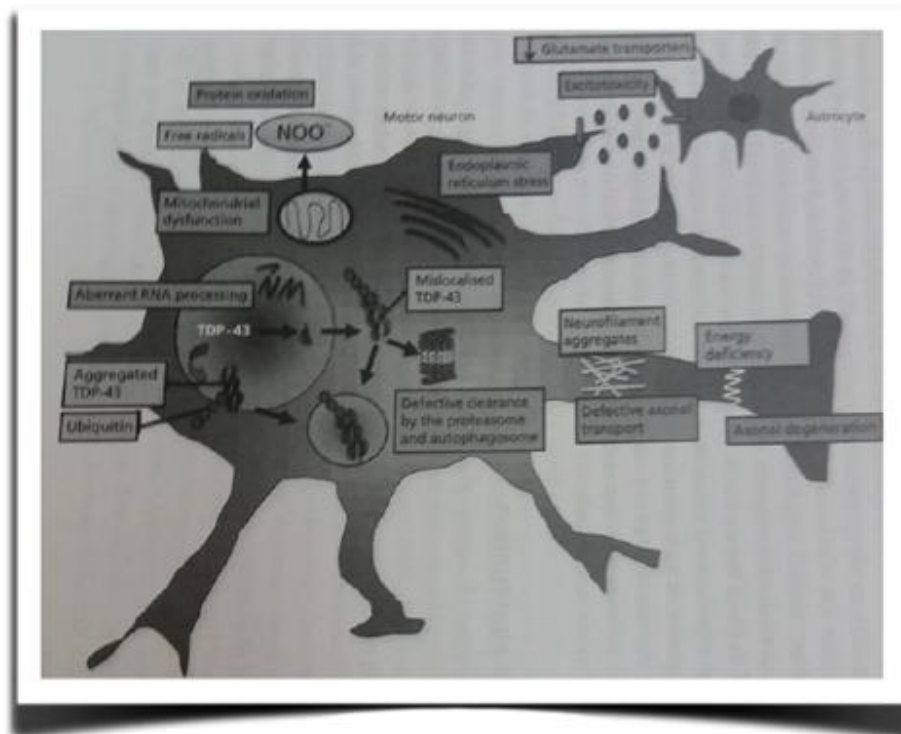 ↓ Glutamate transporters
Excitotoxicity
Astrocyte
Protein oxidation
Motor neuron
Free radicals
NOO⁻
Endoplasmic
reticulum stress
Mitochondrial
dysfunction
Mislocalised
TDP-43
Aberrant RNA processing
TDP-43
Neurofilament
aggregates
Energy
deficiency
Aggregated
TDP-43
Ubiquitin
Defective clearance
by the proteasome
and autophagosome
Defective axonal
transport
Axonal degeneration